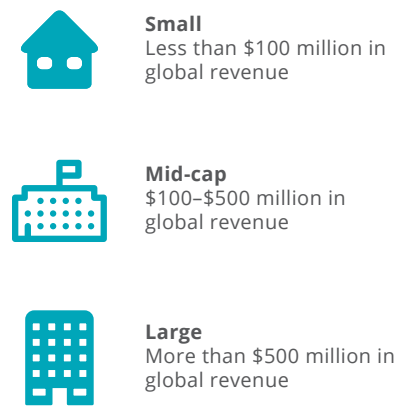 Small
Less than $100 million in
global revenue
Mid-cap
$100–$500 million in
global revenue
Large
More than $500 million in
global revenue